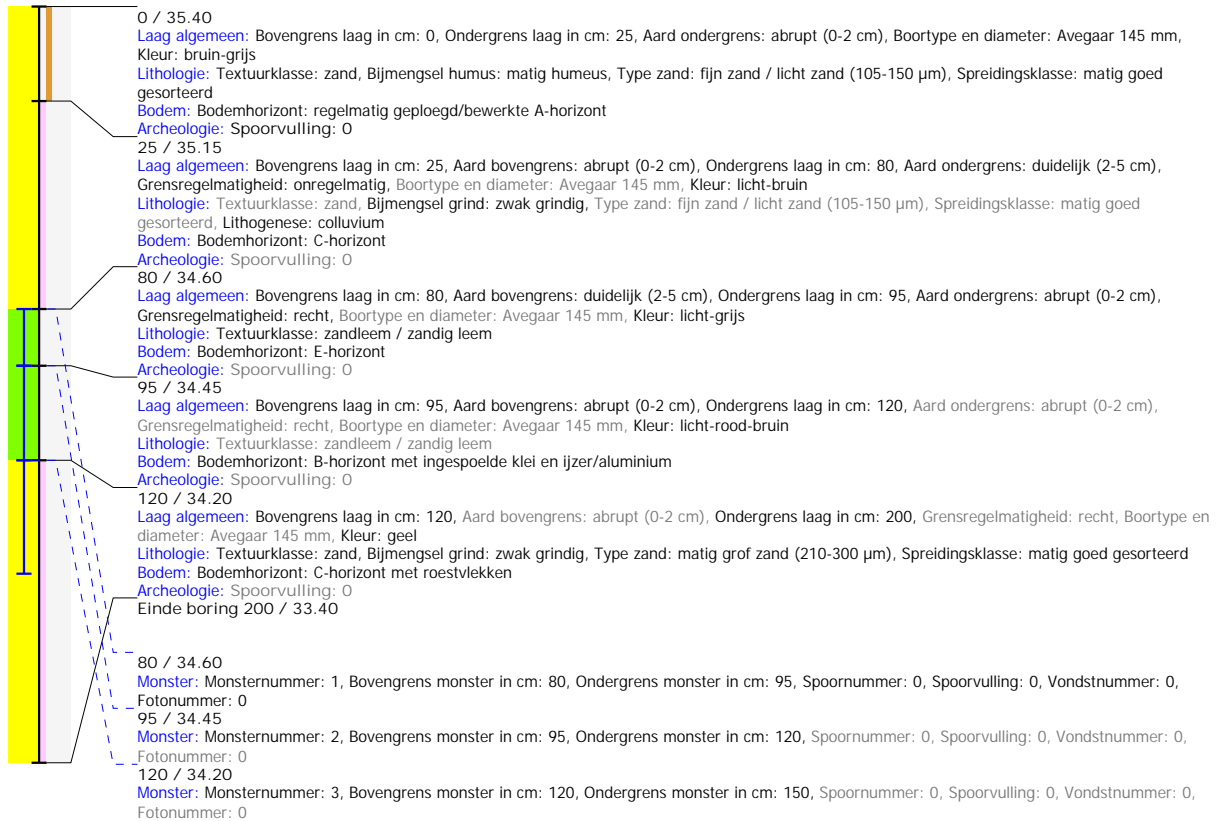 0 / 35.40
Laag algemeen: Bovengrens laag in cm: 0, Ondergrens laag in cm: 25, Aard ondergrens: abrupt (0-2 cm), Boortype en diameter: Avegaar 145 mm,
Kleur: bruin-grijs
Lithologie: Textuurklasse: zand, Bijmengsel humus: matig humeus, Type zand: fijn zand / licht zand (105-150 µm), Spreidingsklasse: matig goed
gesorteerd
Bodem: Bodemhorizont: regelmatig geploegd/bewerkte A-horizont
Archeologie: Spoorvulling: 0
25 / 35.15
Laag algemeen: Bovengrens laag in cm: 25, Aard bovengrens: abrupt (0-2 cm), Ondergrens laag in cm: 80, Aard ondergrens: duidelijk (2-5 cm),
Grensregelmatigheid: onregelmatig, Boortype en diameter: Avegaar 145 mm, Kleur: licht-bruin
Lithologie: Textuurklasse: zand, Bijmengsel grind: zwak grindig, Type zand: fijn zand / licht zand (105-150 µm), Spreidingsklasse: matig goed
gesorteerd, Lithogenese: colluvium
Bodem: Bodemhorizont: C-horizont
Archeologie: Spoorvulling: 0
80 / 34.60
Laag algemeen: Bovengrens laag in cm: 80, Aard bovengrens: duidelijk (2-5 cm), Ondergrens laag in cm: 95, Aard ondergrens: abrupt (0-2 cm),
Grensregelmatigheid: recht, Boortype en diameter: Avegaar 145 mm, Kleur: licht-grijs
Lithologie: Textuurklasse: zandleem / zandig leem
Bodem: Bodemhorizont: E-horizont
Archeologie: Spoorvulling: 0
95 / 34.45
Laag algemeen: Bovengrens laag in cm: 95, Aard bovengrens: abrupt (0-2 cm), Ondergrens laag in cm: 120, Aard ondergrens: abrupt (0-2 cm),
Grensregelmatigheid: recht, Boortype en diameter: Avegaar 145 mm, Kleur: licht-rood-bruin
Lithologie: Textuurklasse: zandleem / zandig leem
Bodem: Bodemhorizont: B-horizont met ingespoelde klei en ijzer/aluminium
Archeologie: Spoorvulling: 0
120 / 34.20
Laag algemeen: Bovengrens laag in cm: 120, Aard bovengrens: abrupt (0-2 cm), Ondergrens laag in cm: 200, Grensregelmatigheid: recht, Boortype en
diameter: Avegaar 145 mm, Kleur: geel
Lithologie: Textuurklasse: zand, Bijmengsel grind: zwak grindig, Type zand: matig grof zand (210-300 µm), Spreidingsklasse: matig goed gesorteerd
Bodem: Bodemhorizont: C-horizont met roestvlekken
Archeologie: Spoorvulling: 0
Einde boring 200 / 33.40
80 / 34.60
Monster: Monsternummer: 1, Bovengrens monster in cm: 80, Ondergrens monster in cm: 95, Spoornummer: 0, Spoorvulling: 0, Vondstnummer: 0,
Fotonummer: 0
95 / 34.45
Monster: Monsternummer: 2, Bovengrens monster in cm: 95, Ondergrens monster in cm: 120, Spoornummer: 0, Spoorvulling: 0, Vondstnummer: 0,
Fotonummer: 0
120 / 34.20
Monster: Monsternummer: 3, Bovengrens monster in cm: 120, Ondergrens monster in cm: 150, Spoornummer: 0, Spoorvulling: 0, Vondstnummer: 0,
Fotonummer: 0